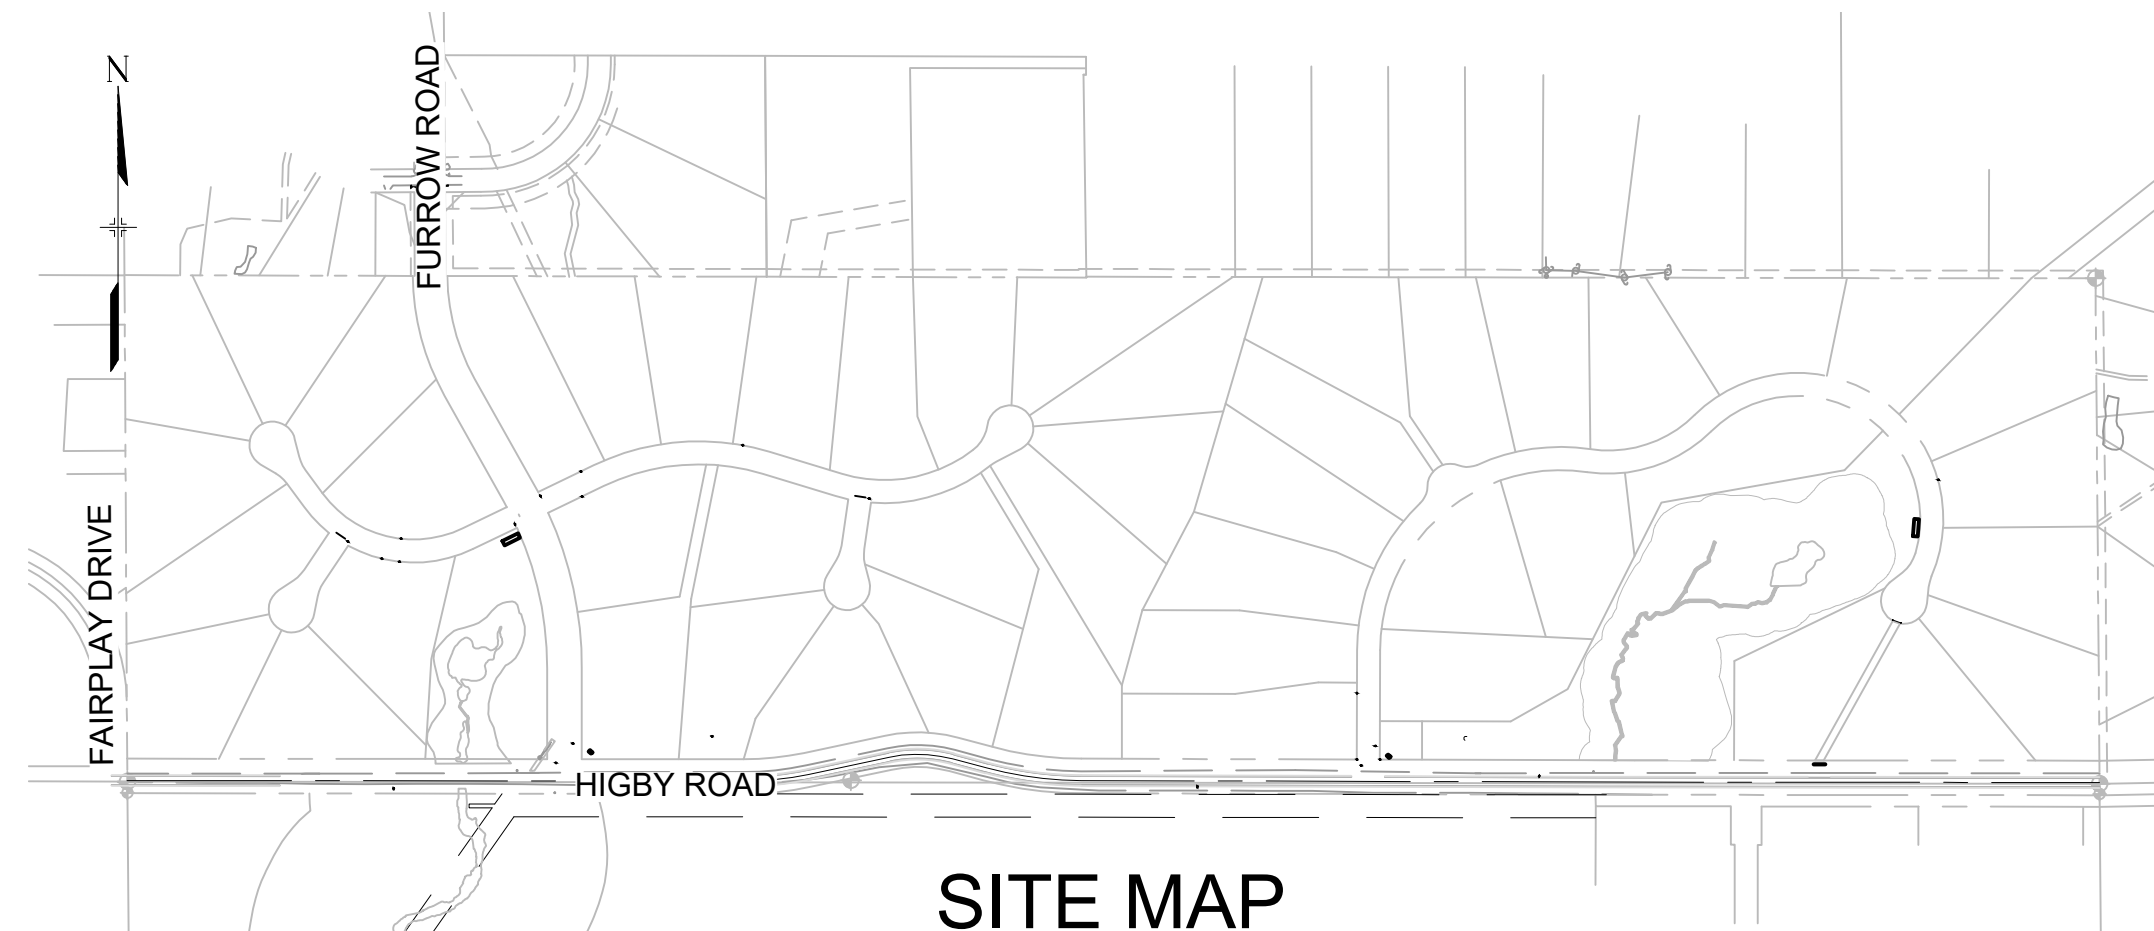 N
FURROW ROAD
FAIRPLAY DRIVE
HIGBY ROAD
SITE MAP